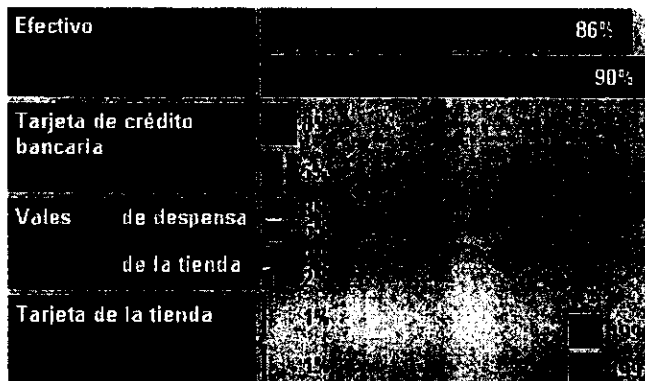 Efectivo
86%
90%
Tarjeta de crédito
bancaria
Vales de despensa
de la tienda
Tarjeta de la tienda